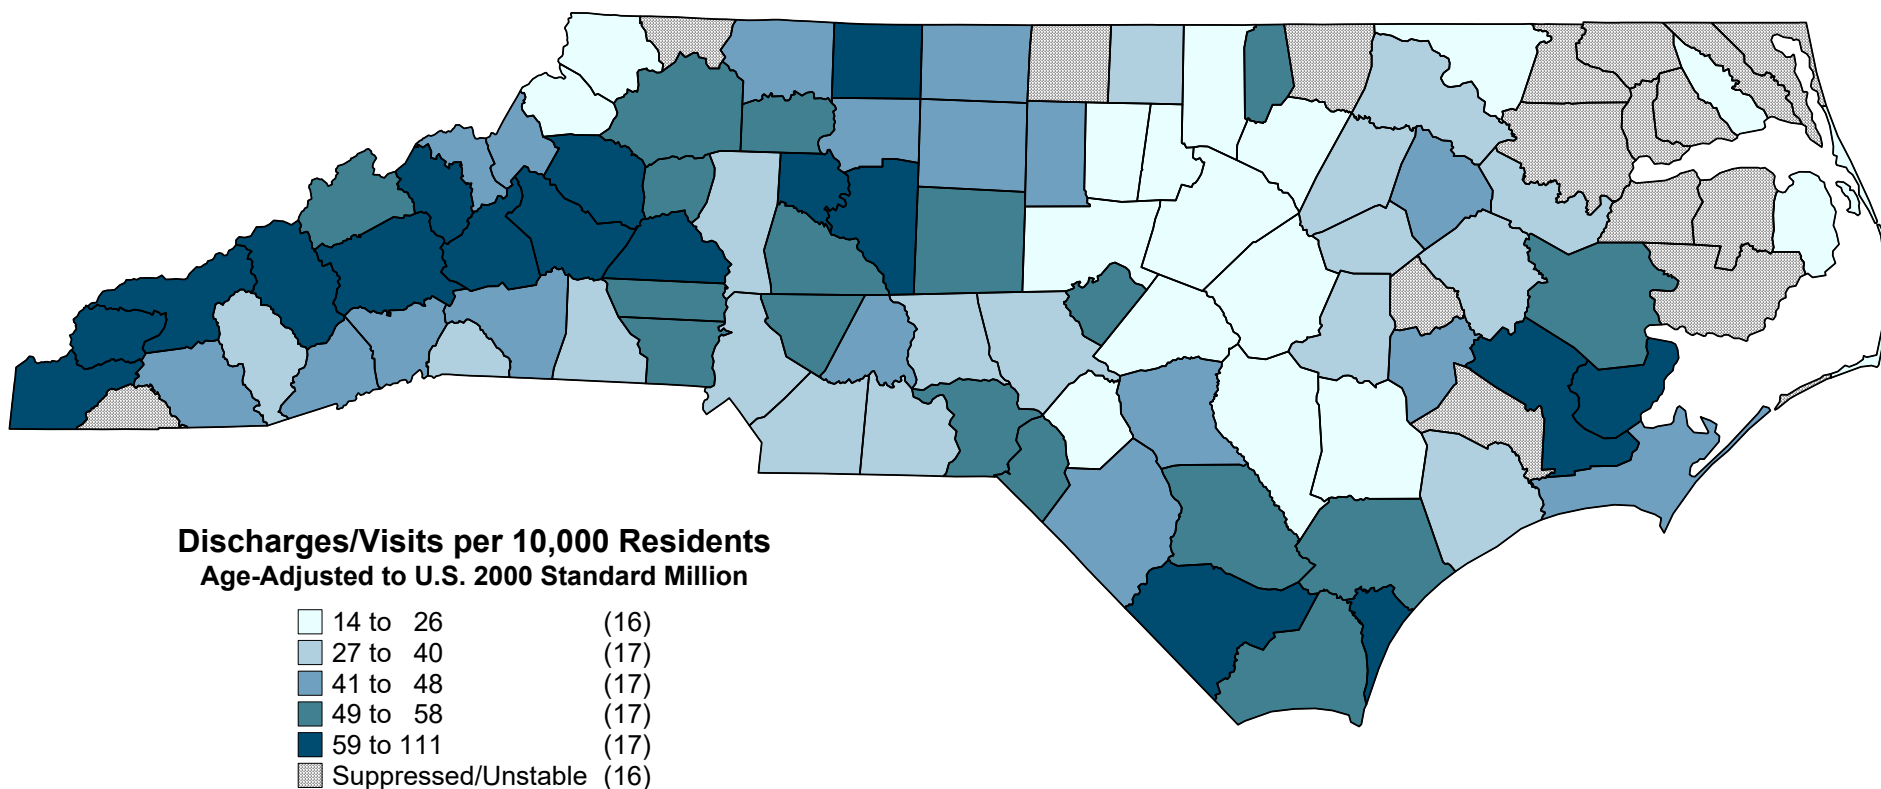 Discharges/Visits per 10,000 Residents
Age-Adjusted to U.S. 2000 Standard Million
14 to 26 (16)
27 to 40 (17)
41 to 48 (17)
49 to 58 (17)
59 to 111 (17)
Suppressed/Unstable (16)